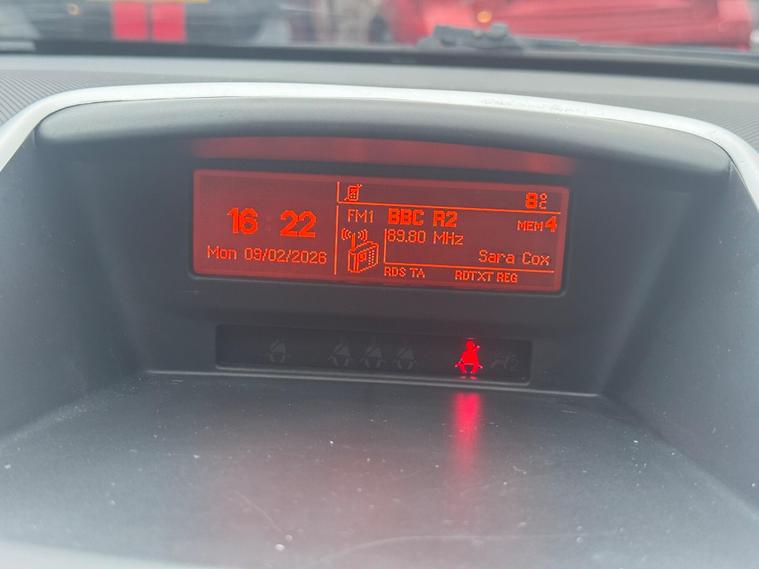 16 22
Mon 09/02/2026
8°C
FM1 BBC R2 MEM4
89.80 MHz
Sara Cox
RDS TA RDTXT REG
2